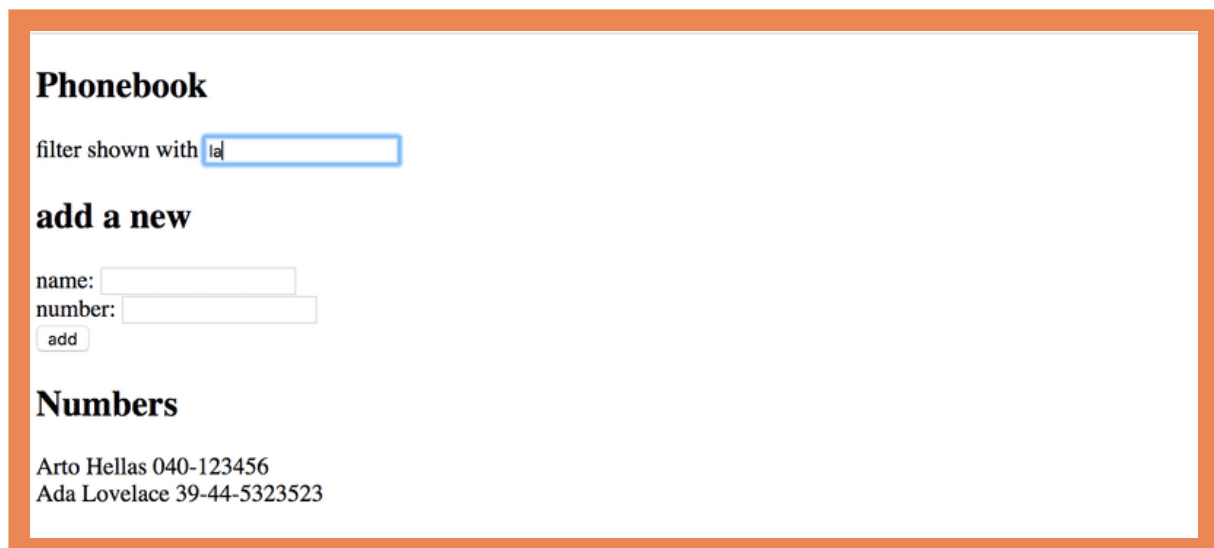 Phonebook
filter shown with la
add a new
name:
number:
add
Numbers
Arto Hellas 040-123456
Ada Lovelace 39-44-5323523